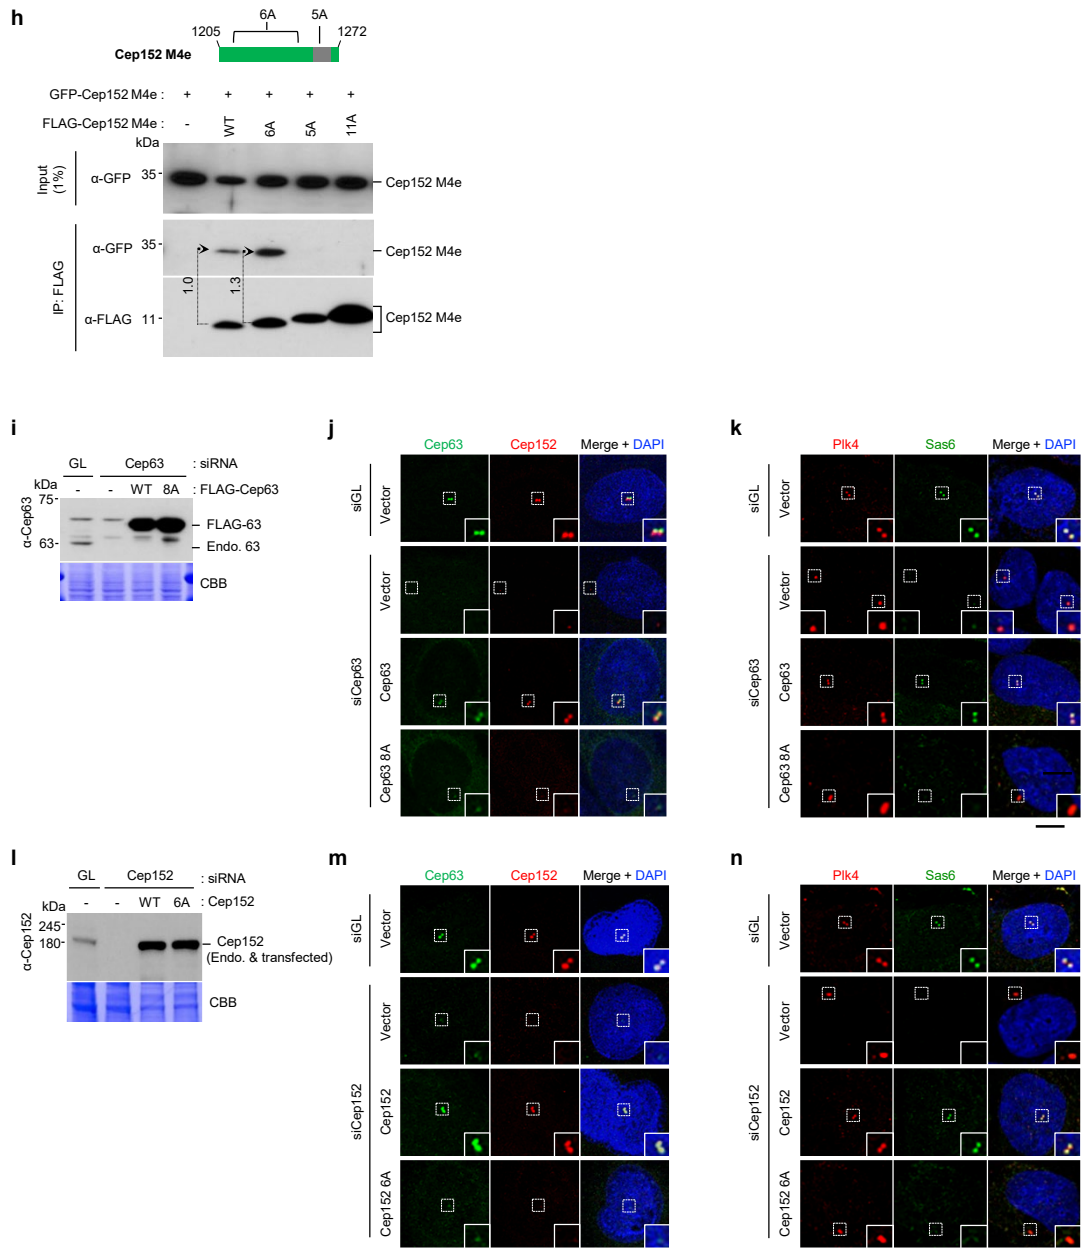 h
6A
5A
1205
1272
Cep152 M4e
GFP-Cep152 M4e : + + + + +
FLAG-Cep152 M4e : - WT 6A 5A 11A
kDa
Input
(1%)
α-GFP
35-
Cep152 M4e
IP: FLAG
α-GFP
35-
Cep152 M4e
1.0
1.3
α-FLAG
11-
Cep152 M4e
i
GL Cep63 : siRNA
- - WT 8A : FLAG-Cep63
kDa
75-
α-Cep63
FLAG-63
63-
Endo. 63
CBB
j
Cep63 Cep152 Merge + DAPI
siGL
Vector
siCep63
Vector
Cep63
Cep63 8A
k
Plk4 Sas6 Merge + DAPI
siGL
Vector
siCep63
Vector
Cep63
Cep63 8A
l
GL Cep152 : siRNA
- - WT 6A : Cep152
kDa
245-
180-
α-Cep152
Cep152
(Endo. & transfected)
CBB
m
Cep63 Cep152 Merge + DAPI
siGL
Vector
siCep152
Vector
Cep152
Cep152 6A
n
Plk4 Sas6 Merge + DAPI
siGL
Vector
siCep152
Vector
Cep152
Cep152 6A